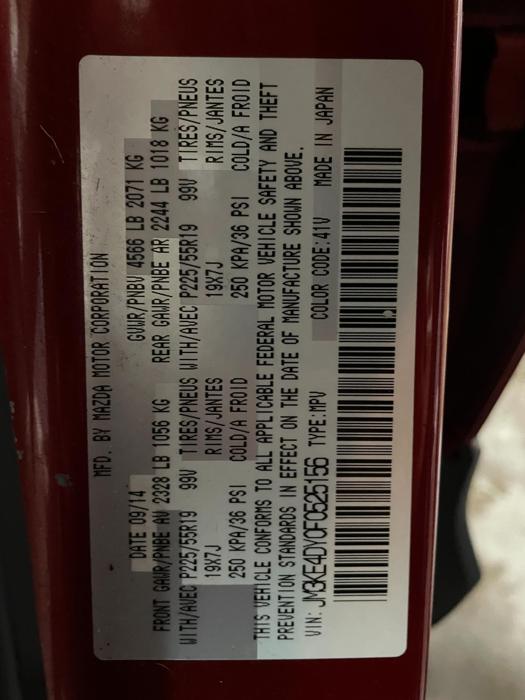 MFD. BY MAZDA MOTOR CORPORATION
DATE 09/14 GVWR/PNBV 4566 LB 2071 KG
FRONT GAWR/PNBE AV 2328 LB 1056 KG REAR GAWR/PNBE AR 2244 LB 1018 KG
WITH/AVEC P225/55R19 99V TIRES/PNEUS WITH/AVEC P225/55R19 99V TIRES/PNEUS
19X7J RIMS/JANTES 19X7J RIMS/JANTES
250 KPA/36 PSI COLD/A FROID 250 KPA/36 PSI COLD/A FROID
THIS VEHICLE CONFORMS TO ALL APPLICABLE FEDERAL MOTOR VEHICLE SAFETY AND THEFT
PREVENTION STANDARDS IN EFFECT ON THE DATE OF MANUFACTURE SHOWN ABOVE.
VIN: JM3KE4DY0F0525156 TYPE:MPV COLOR CODE:41V MADE IN JAPAN